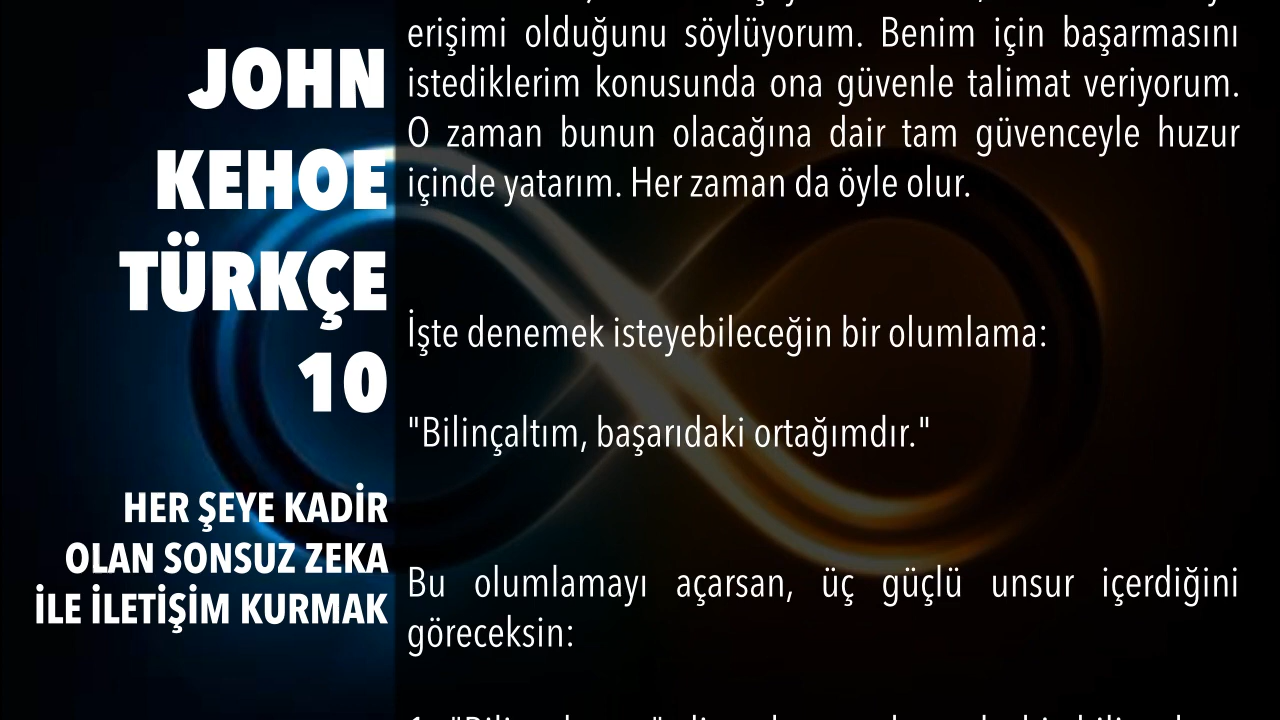 JOHN
KEHOE
TÜRKÇE
10
HER ŞEYE KADİR
OLAN SONSUZ ZEKA
İLE İLETİŞİM KURMAK
erişimi olduğunu söylüyorum. Benim için başarmasını
istediklerim konusunda ona güvenle talimat veriyorum.
O zaman bunun olacağına dair tam güvenceyle huzur
içinde yatarım. Her zaman da öyle olur.
İşte denemek isteyebileceğin bir olumlama:
"Bilinçaltım, başarıdaki ortağımdır."
Bu olumlamayı açarsan, üç güçlü unsur içerdiğini
göreceksin: